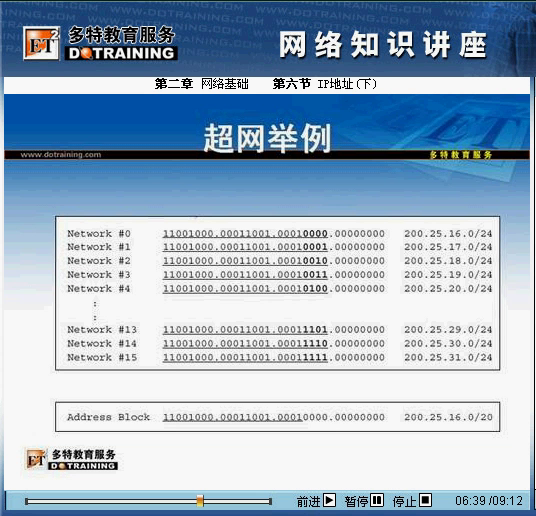 多特教育服务
DOTRAINING
网络知识讲座
第二章 网络基础 第六节 IP地址(下)
超网举例
www.dotraining.com
多特教育服务
Network #0 11001000.00011001.00010000.00000000 200.25.16.0/24
Network #1 11001000.00011001.00010001.00000000 200.25.17.0/24
Network #2 11001000.00011001.00010010.00000000 200.25.18.0/24
Network #3 11001000.00011001.00010011.00000000 200.25.19.0/24
Network #4 11001000.00011001.00010100.00000000 200.25.20.0/24
:
:
Network #13 11001000.00011001.00011101.00000000 200.25.29.0/24
Network #14 11001000.00011001.00011110.00000000 200.25.30.0/24
Network #15 11001000.00011001.00011111.00000000 200.25.31.0/24
Address Block 11001000.00011001.00010000.00000000 200.25.16.0/20
多特教育服务
DOTRAINING
前进 暂停 停止 06:39/09:12